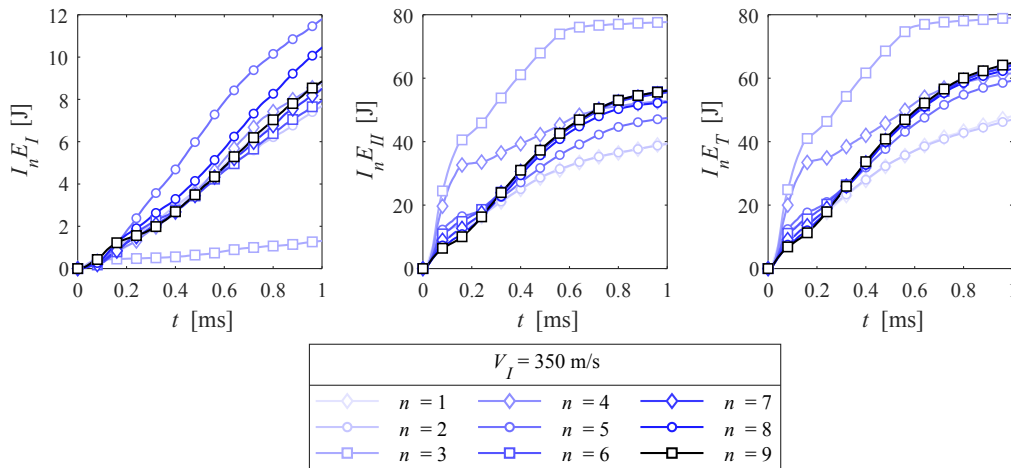 12
10
8
6
4
2
0
0 0.2 0.4 0.6 0.8 1
I_n E_I [J]
t [ms]
80
60
40
20
0
0 0.2 0.4 0.6 0.8 1
I_n E_II [J]
t [ms]
80
60
40
20
0
0 0.2 0.4 0.6 0.8 1
I_n E_T [J]
t [ms]
V_I = 350 m/s
n = 1 n = 4 n = 7
n = 2 n = 5 n = 8
n = 3 n = 6 n = 9